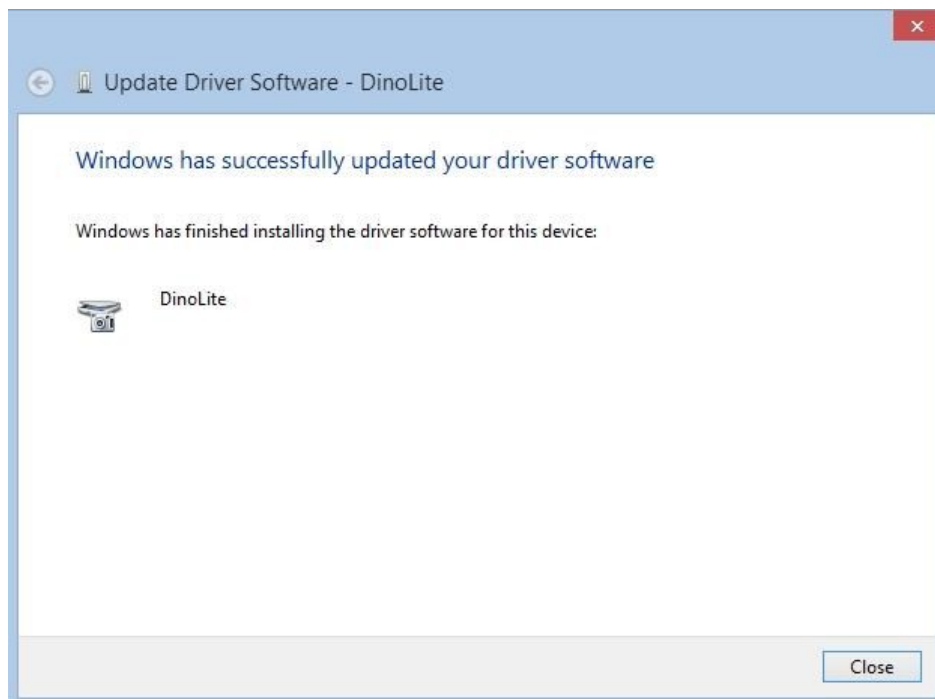 Update Driver Software - DinoLite
Windows has successfully updated your driver software
Windows has finished installing the driver software for this device:
DinoLite
Close